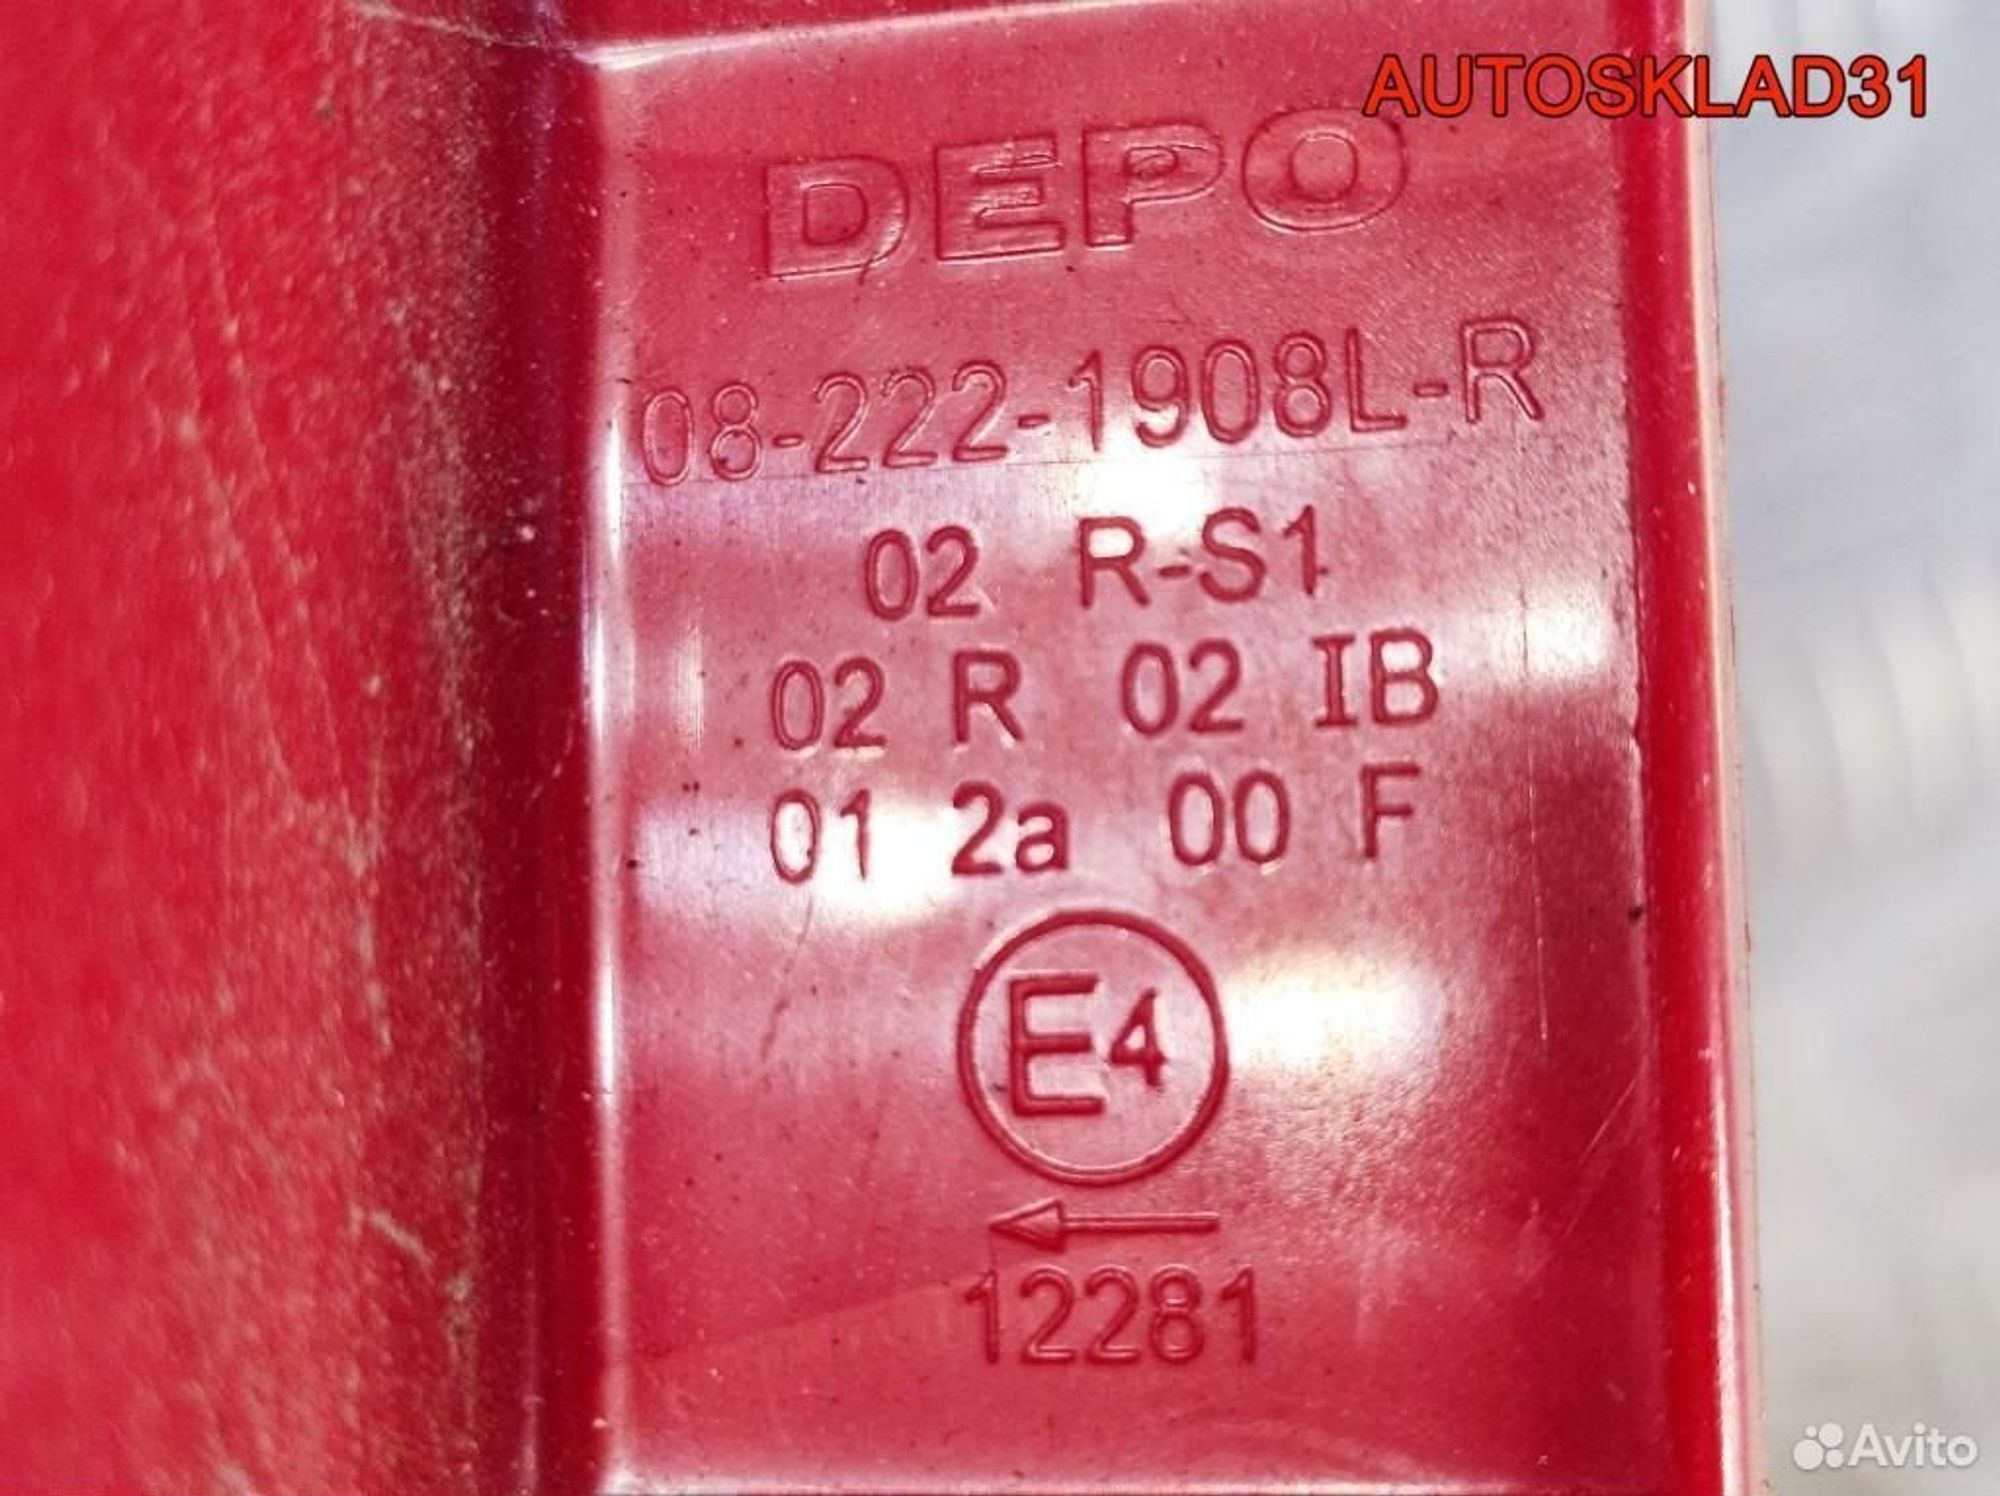 AUTOSKLAD31
DEPO
08-222-1908L-R
02 R-S1
02 R 02 IB
01 2a 00 F
E4
12281
Avito